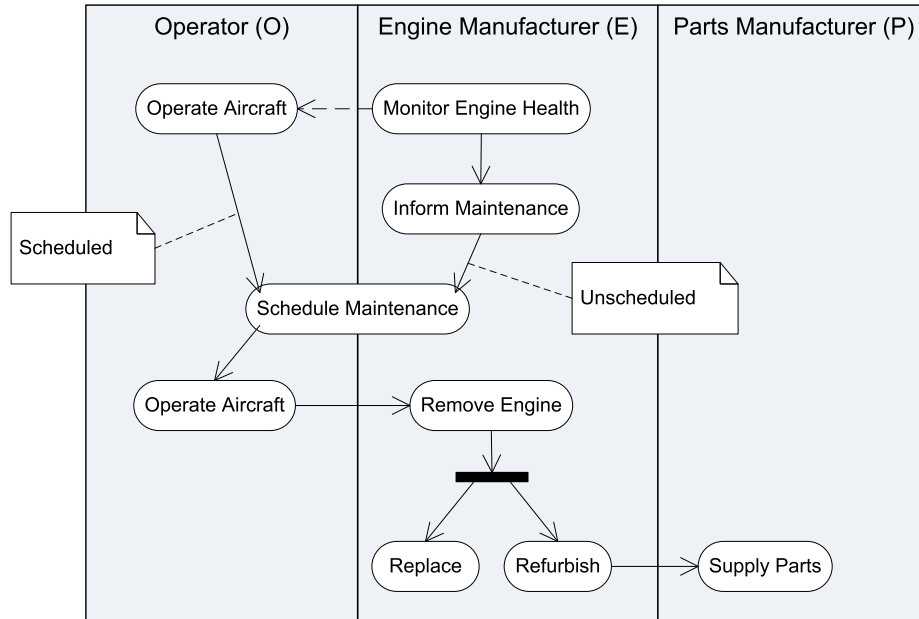 Operator (O)
Engine Manufacturer (E)
Parts Manufacturer (P)
Operate Aircraft
Monitor Engine Health
Inform Maintenance
Scheduled
Unscheduled
Schedule Maintenance
Operate Aircraft
Remove Engine
Replace
Refurbish
Supply Parts